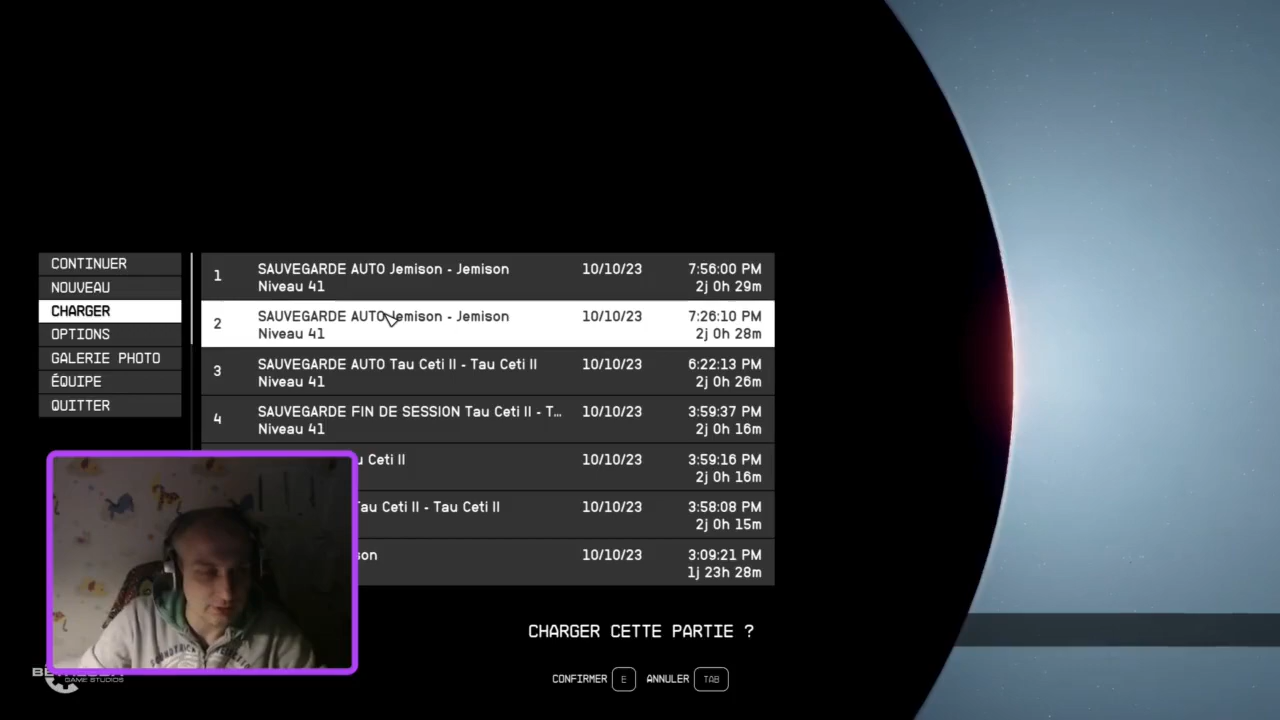 CONTINUER
NOUVEAU
CHARGER
OPTIONS
GALERIE PHOTO
ÉQUIPE
QUITTER
1 SAUVEGARDE AUTO Jemison - Jemison 10/10/23 7:56:00 PM
Niveau 41 2j 0h 29m
2 SAUVEGARDE AUTO Jemison - Jemison 10/10/23 7:26:10 PM
Niveau 41 2j 0h 28m
3 SAUVEGARDE AUTO Tau Ceti II - Tau Ceti II 10/10/23 6:22:13 PM
Niveau 41 2j 0h 26m
4 SAUVEGARDE FIN DE SESSION Tau Ceti II - T... 10/10/23 3:59:37 PM
Niveau 41 2j 0h 16m
u Ceti II 10/10/23 3:59:16 PM
2j 0h 16m
Tau Ceti II - Tau Ceti II 10/10/23 3:58:08 PM
2j 0h 15m
son 10/10/23 3:09:21 PM
1j 23h 28m
CHARGER CETTE PARTIE ?
CONFIRMER E ANNULER TAB
GAME STUDIOS